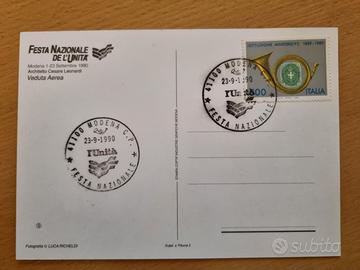 FESTA NAZIONALE
DE L'UNITÀ
Modena 1-23 Settembre 1990
Architetto Cesare Leonardi
Veduta Aerea
41100 MODENA C.P.
23-9-1990
l'Unità
* FESTA NAZIONALE *
41100 MODENA C.P.
23-9-1990
l'Unità
* FESTA NAZIONALE *
ITALIA
Fotografia © LUCA RICHELDI
subito